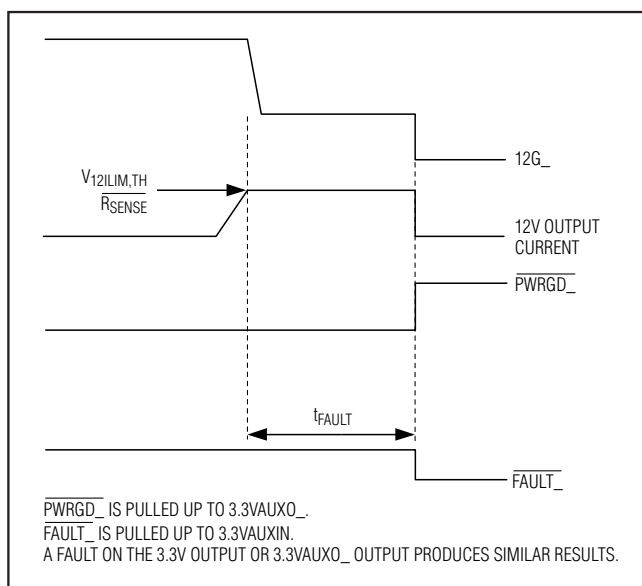 12G_
V12ILIM,TH
RSENSE
12V OUTPUT
CURRENT
PWRGD_
tFAULT
FAULT_
PWRGD_ IS PULLED UP TO 3.3VAUXO_.
FAULT_ IS PULLED UP TO 3.3VAUXIN.
A FAULT ON THE 3.3V OUTPUT OR 3.3VAUXO_ OUTPUT PRODUCES SIMILAR RESULTS.